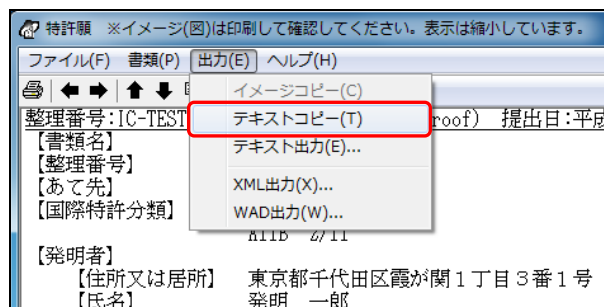 特許願 ※イメージ(図)は印刷して確認してください。表示は縮小しています。
ファイル(F) 書類(P) 出力(E) ヘルプ(H)
イメージコピー(C)
テキストコピー(T)
テキスト出力(E)...
XML出力(X)...
WAD出力(W)...
整理番号:IC-TEST roof) 提出日:平成
【書類名】
【整理番号】
【あて先】
【国際特許分類】
A11B 2/11
【発明者】
【住所又は居所】 東京都千代田区霞が関1丁目3番1号
【氏名】 発明 一郎